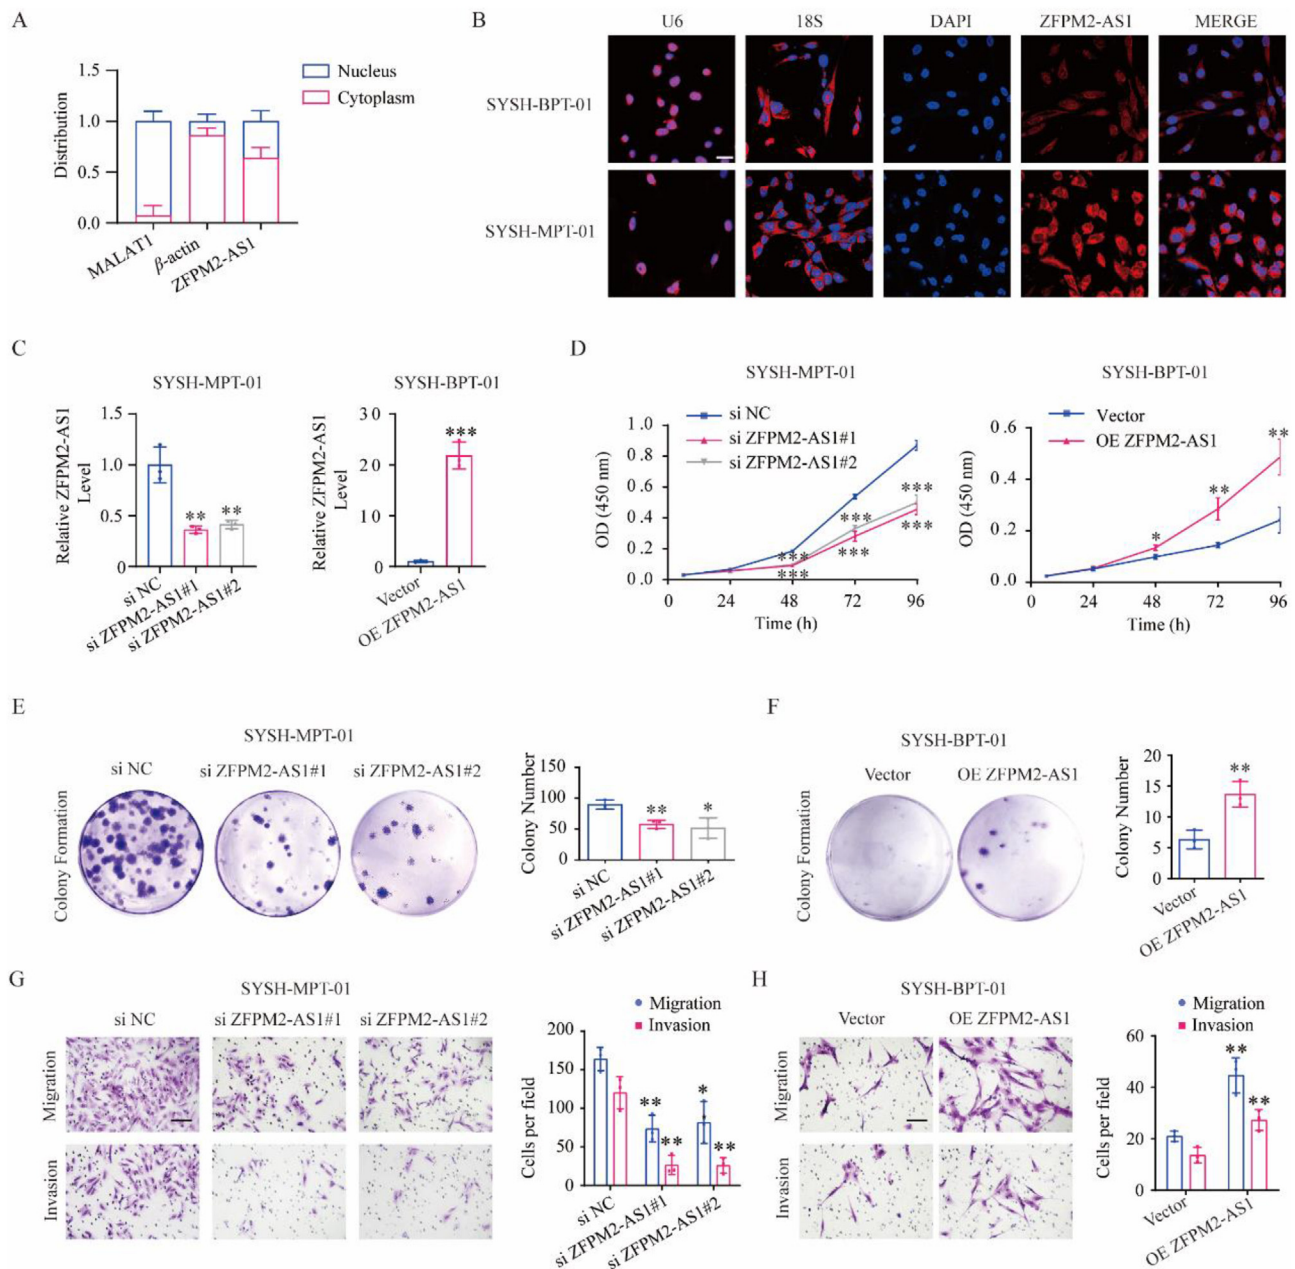 A
1.5
1.0
0.5
0.0
Distribution
Nucleus
Cytoplasm
MALAT1
β-actin
ZFPM2-AS1
B
U6
18S
DAPI
ZFPM2-AS1
MERGE
SYSH-BPT-01
SYSH-MPT-01
C
SYSH-MPT-01
Relative ZFPM2-AS1
Level
1.5
1.0
0.5
0.0
**
**
si NC
si ZFPM2-AS1#1
si ZFPM2-AS1#2
SYSH-BPT-01
Relative ZFPM2-AS1
Level
30
20
10
0
***
Vector
OE ZFPM2-AS1
D
SYSH-MPT-01
si NC
si ZFPM2-AS1#1
si ZFPM2-AS1#2
OD (450 nm)
1.0
0.8
0.6
0.4
0.2
0.0
***
***
***
***
***
***
0
24
48
72
96
Time (h)
SYSH-BPT-01
Vector
OE ZFPM2-AS1
OD (450 nm)
0.6
0.4
0.2
0.0
*
**
**
0
24
48
72
96
Time (h)
E
SYSH-MPT-01
si NC
si ZFPM2-AS1#1
si ZFPM2-AS1#2
Colony Formation
Colony Number
150
100
50
0
**
*
si NC
si ZFPM2-AS1#1
si ZFPM2-AS1#2
F
SYSH-BPT-01
Vector
OE ZFPM2-AS1
Colony Formation
Colony Number
20
15
10
5
0
**
Vector
OE ZFPM2-AS1
G
SYSH-MPT-01
si NC
si ZFPM2-AS1#1
si ZFPM2-AS1#2
Migration
Invasion
Migration
Invasion
Cells per field
200
150
100
50
0
**
**
*
**
si NC
si ZFPM2-AS1#1
si ZFPM2-AS1#2
H
SYSH-BPT-01
Vector
OE ZFPM2-AS1
Migration
Invasion
Migration
Invasion
Cells per field
60
40
20
0
**
**
Vector
OE ZFPM2-AS1